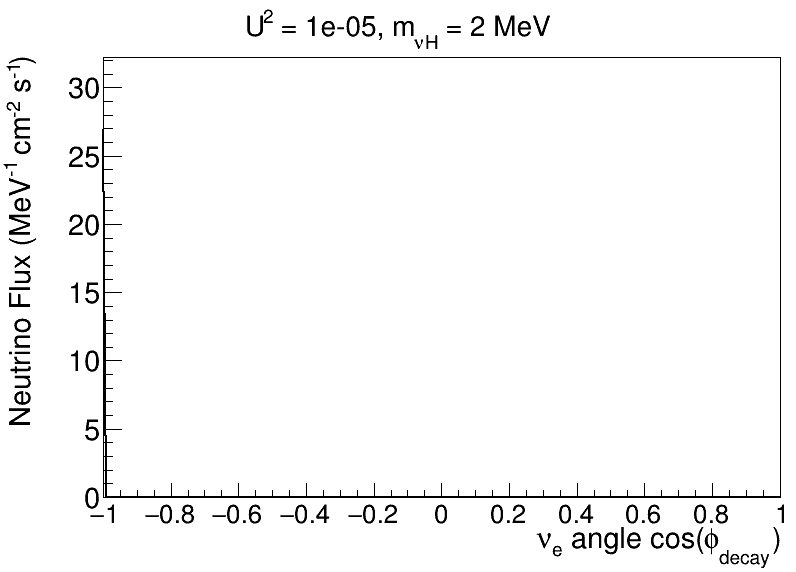 U² = 1e-05, m_νH = 2 MeV
Neutrino Flux (MeV⁻¹ cm⁻² s⁻¹)
30
25
20
15
10
5
0
−1 −0.8 −0.6 −0.4 −0.2 0 0.2 0.4 0.6 0.8 1
ν_e angle cos(ϕ_decay)